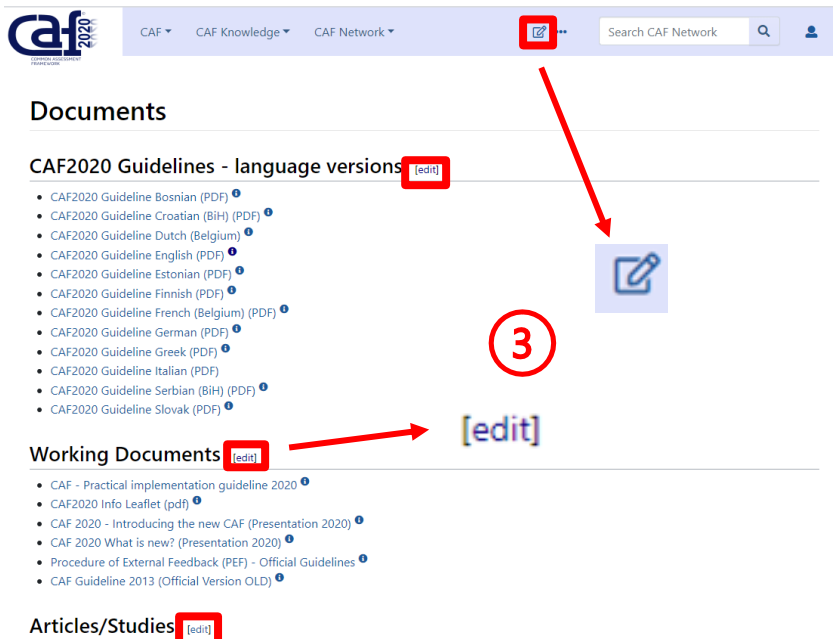 caf 2020
COMMON ASSESSMENT
FRAMEWORK
CAF CAF Knowledge CAF Network ••• Search CAF Network
Documents
CAF2020 Guidelines - language versions [edit]
• CAF2020 Guideline Bosnian (PDF)
• CAF2020 Guideline Croatian (BiH) (PDF)
• CAF2020 Guideline Dutch (Belgium)
• CAF2020 Guideline English (PDF)
• CAF2020 Guideline Estonian (PDF)
• CAF2020 Guideline Finnish (PDF)
• CAF2020 Guideline French (Belgium) (PDF)
• CAF2020 Guideline German (PDF)
• CAF2020 Guideline Greek (PDF)
• CAF2020 Guideline Italian (PDF)
• CAF2020 Guideline Serbian (BiH) (PDF)
• CAF2020 Guideline Slovak (PDF)
3
[edit]
Working Documents [edit]
• CAF - Practical implementation guideline 2020
• CAF2020 Info Leaflet (pdf)
• CAF 2020 - Introducing the new CAF (Presentation 2020)
• CAF 2020 What is new? (Presentation 2020)
• Procedure of External Feedback (PEF) - Official Guidelines
• CAF Guideline 2013 (Official Version OLD)
Articles/Studies [edit]